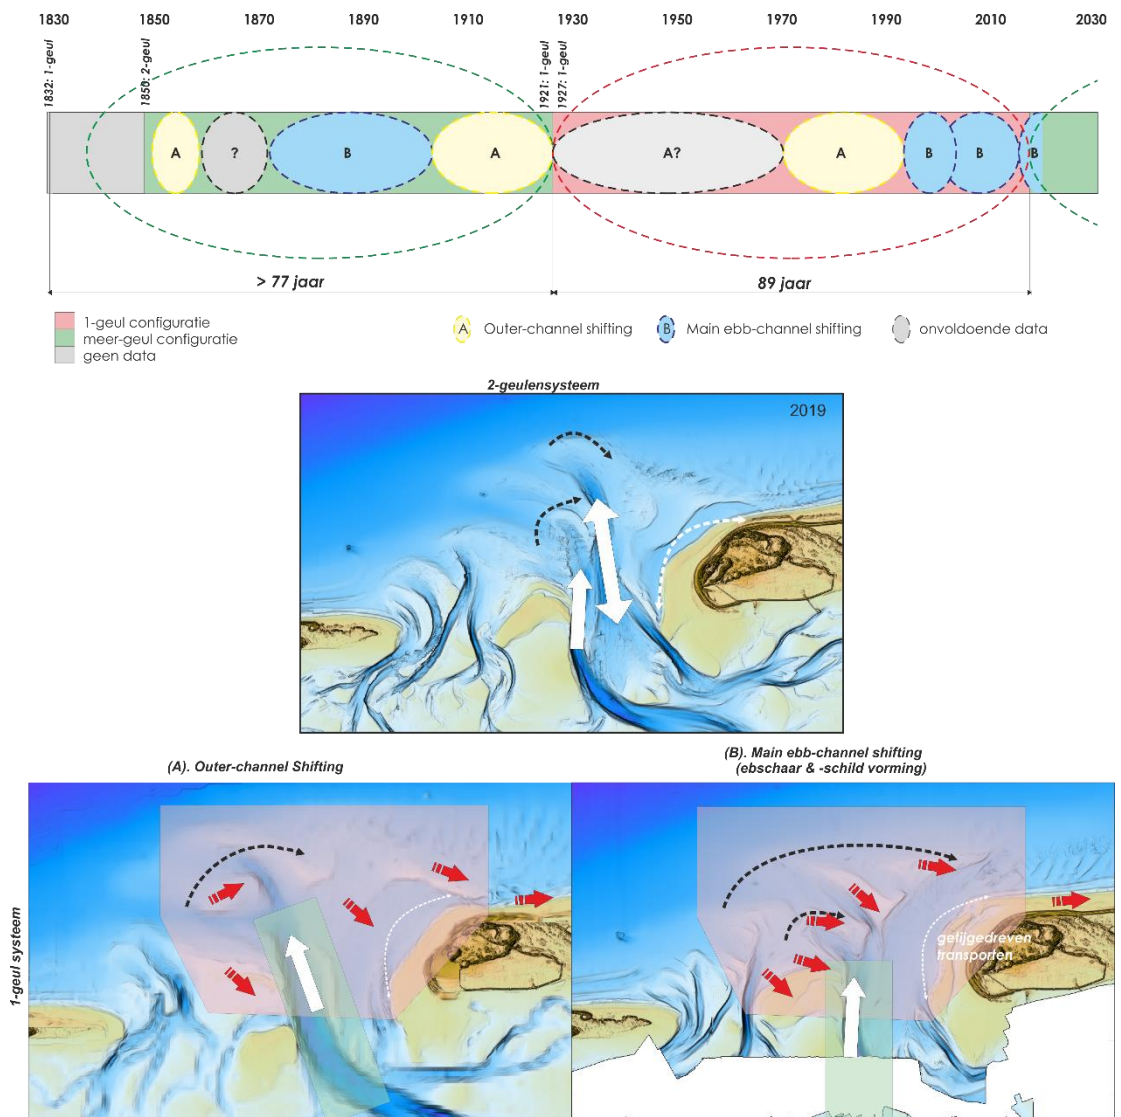 1830 1850 1870 1890 1910 1930 1950 1970 1990 2010 2030
1832: 1-geul
1850: 2-geul
1921: 1-geul
1927: 1-geul
A ? B A A? A B B B
> 77 jaar
89 jaar
1-geul configuratie
meer-geul configuratie
geen data
A Outer-channel shifting
B Main ebb-channel shifting
onvoldoende data
2-geulensysteem
2019
(A). Outer-channel Shifting
(B). Main ebb-channel shifting
(ebschaar & -schild vorming)
1-geul systeem
getijgedreven
transporten